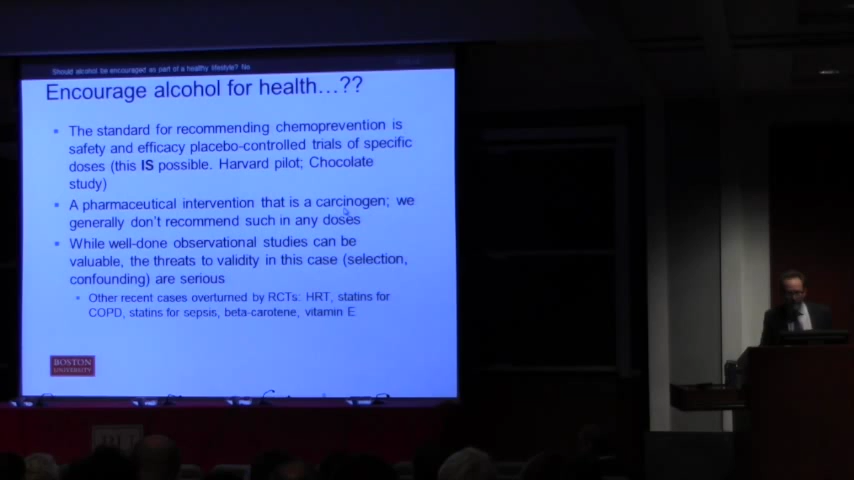 Should alcohol be encouraged as part of a healthy lifestyle? No
Encourage alcohol for health…??
• The standard for recommending chemoprevention is
safety and efficacy placebo-controlled trials of specific
doses (this IS possible. Harvard pilot; Chocolate
study)
• A pharmaceutical intervention that is a carcinogen; we
generally don't recommend such in any doses
• While well-done observational studies can be
valuable, the threats to validity in this case (selection,
confounding) are serious
• Other recent cases overturned by RCTs: HRT, statins for
COPD, statins for sepsis, beta-carotene, vitamin E
BOSTON
UNIVERSITY